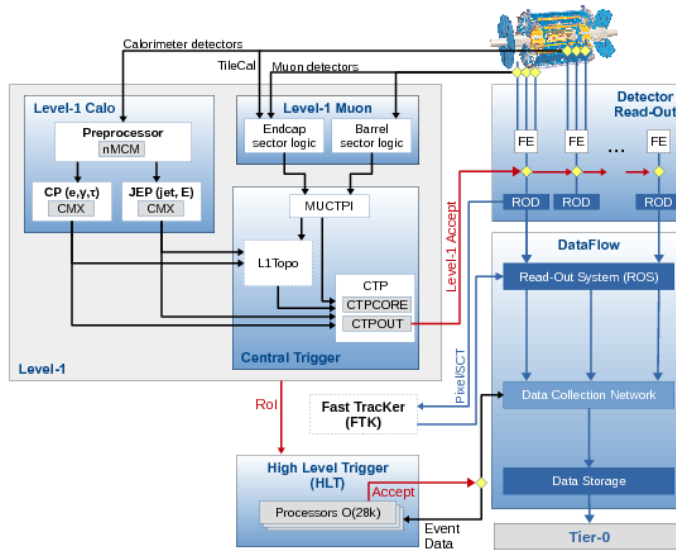 Calorimeter detectors
TileCal
Muon detectors
Level-1 Calo
Preprocessor
nMCM
CP (e,γ,τ)
CMX
JEP (jet, E)
CMX
Level-1 Muon
Endcap
sector logic
Barrel
sector logic
MUCTPI
L1Topo
CTP
CTPCORE
CTPOUT
Central Trigger
Level-1
Level-1 Accept
Detector
Read-Out
FE
FE
...
FE
ROD
ROD
ROD
DataFlow
Read-Out System (ROS)
Data Collection Network
Data Storage
Tier-0
Pixel/SCT
RoI
Fast TracKer
(FTK)
High Level Trigger
(HLT)
Accept
Processors O(28k)
Event
Data